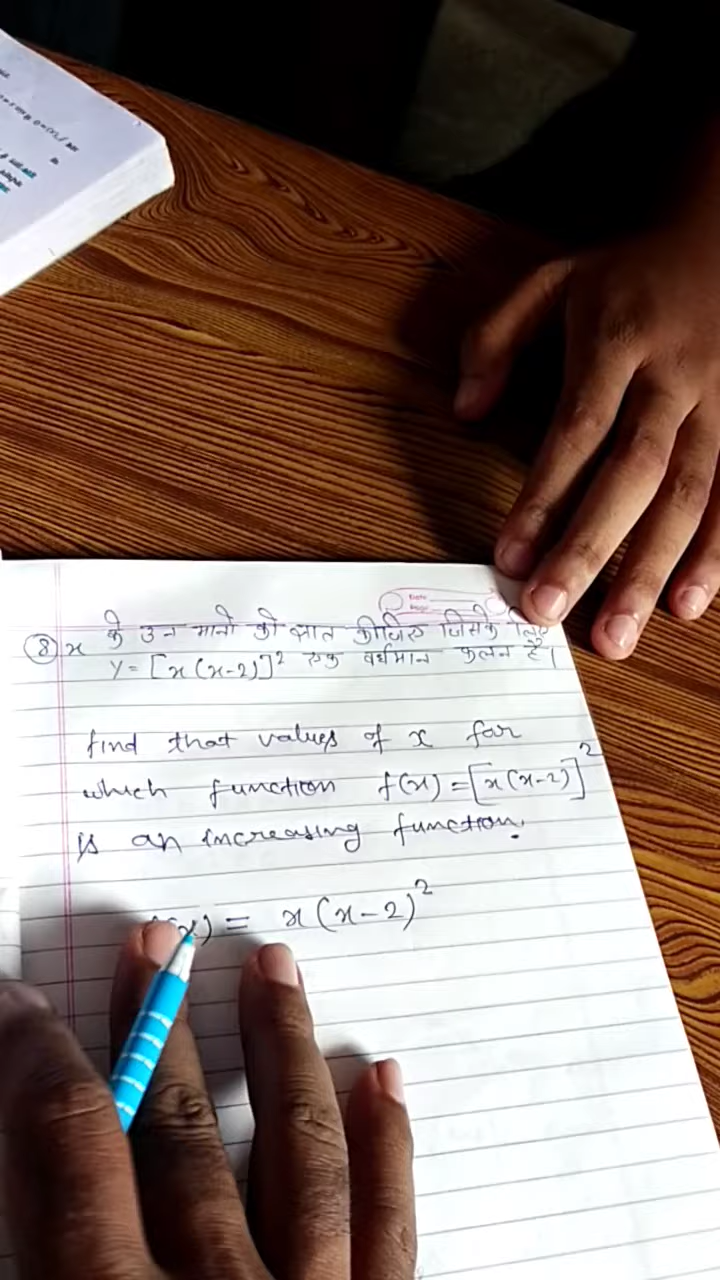 ⑧ x के उन मानो को ज्ञात कीजिए जिसके लिए
y = [x(x-2)]² एक वर्धमान फलन है।
find that values of x for
which function f(x) = [x(x-2)]²
is an increasing function.
= x(x-2)²